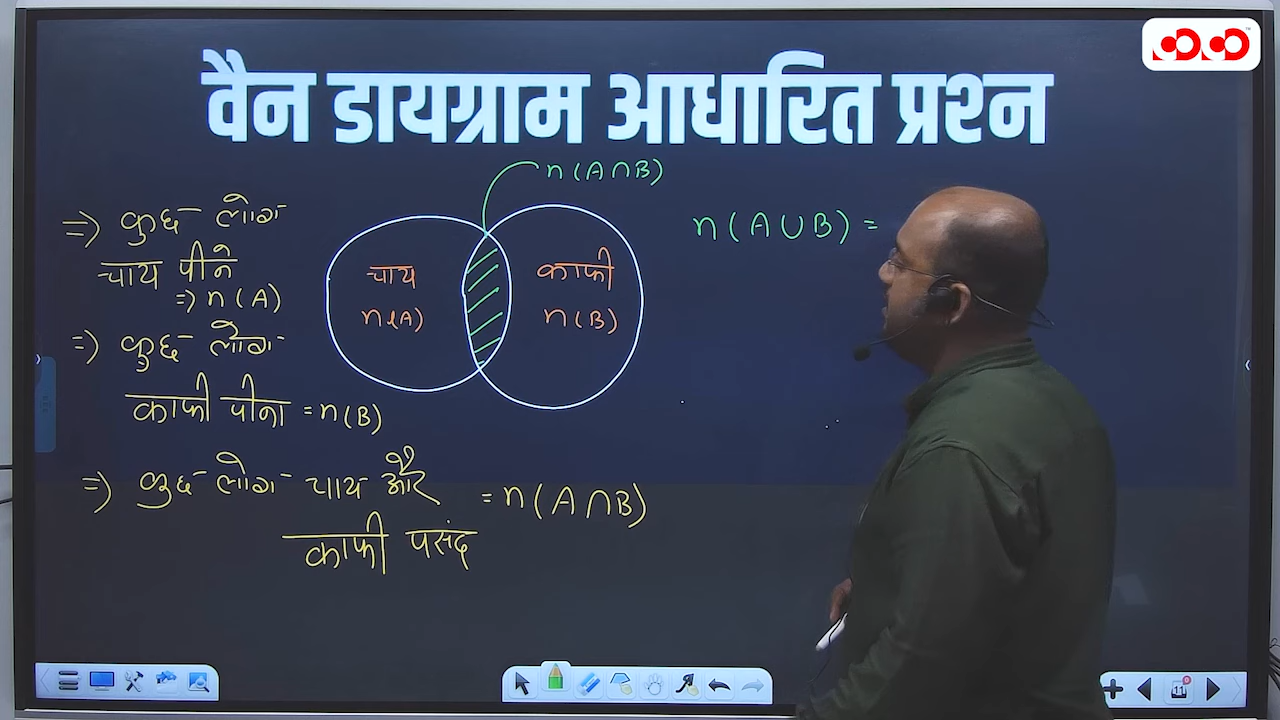 वैन डायग्राम आधारित प्रश्न
n(A∩B)
n(A∪B) =
=> कुछ लोग
चाय पीने
=> n(A)
=> कुछ लोग
काफी पीना = n(B)
=> कुछ लोग चाय और
काफी पसंद
= n(A∩B)
चाय
n(A)
काफी
n(B)